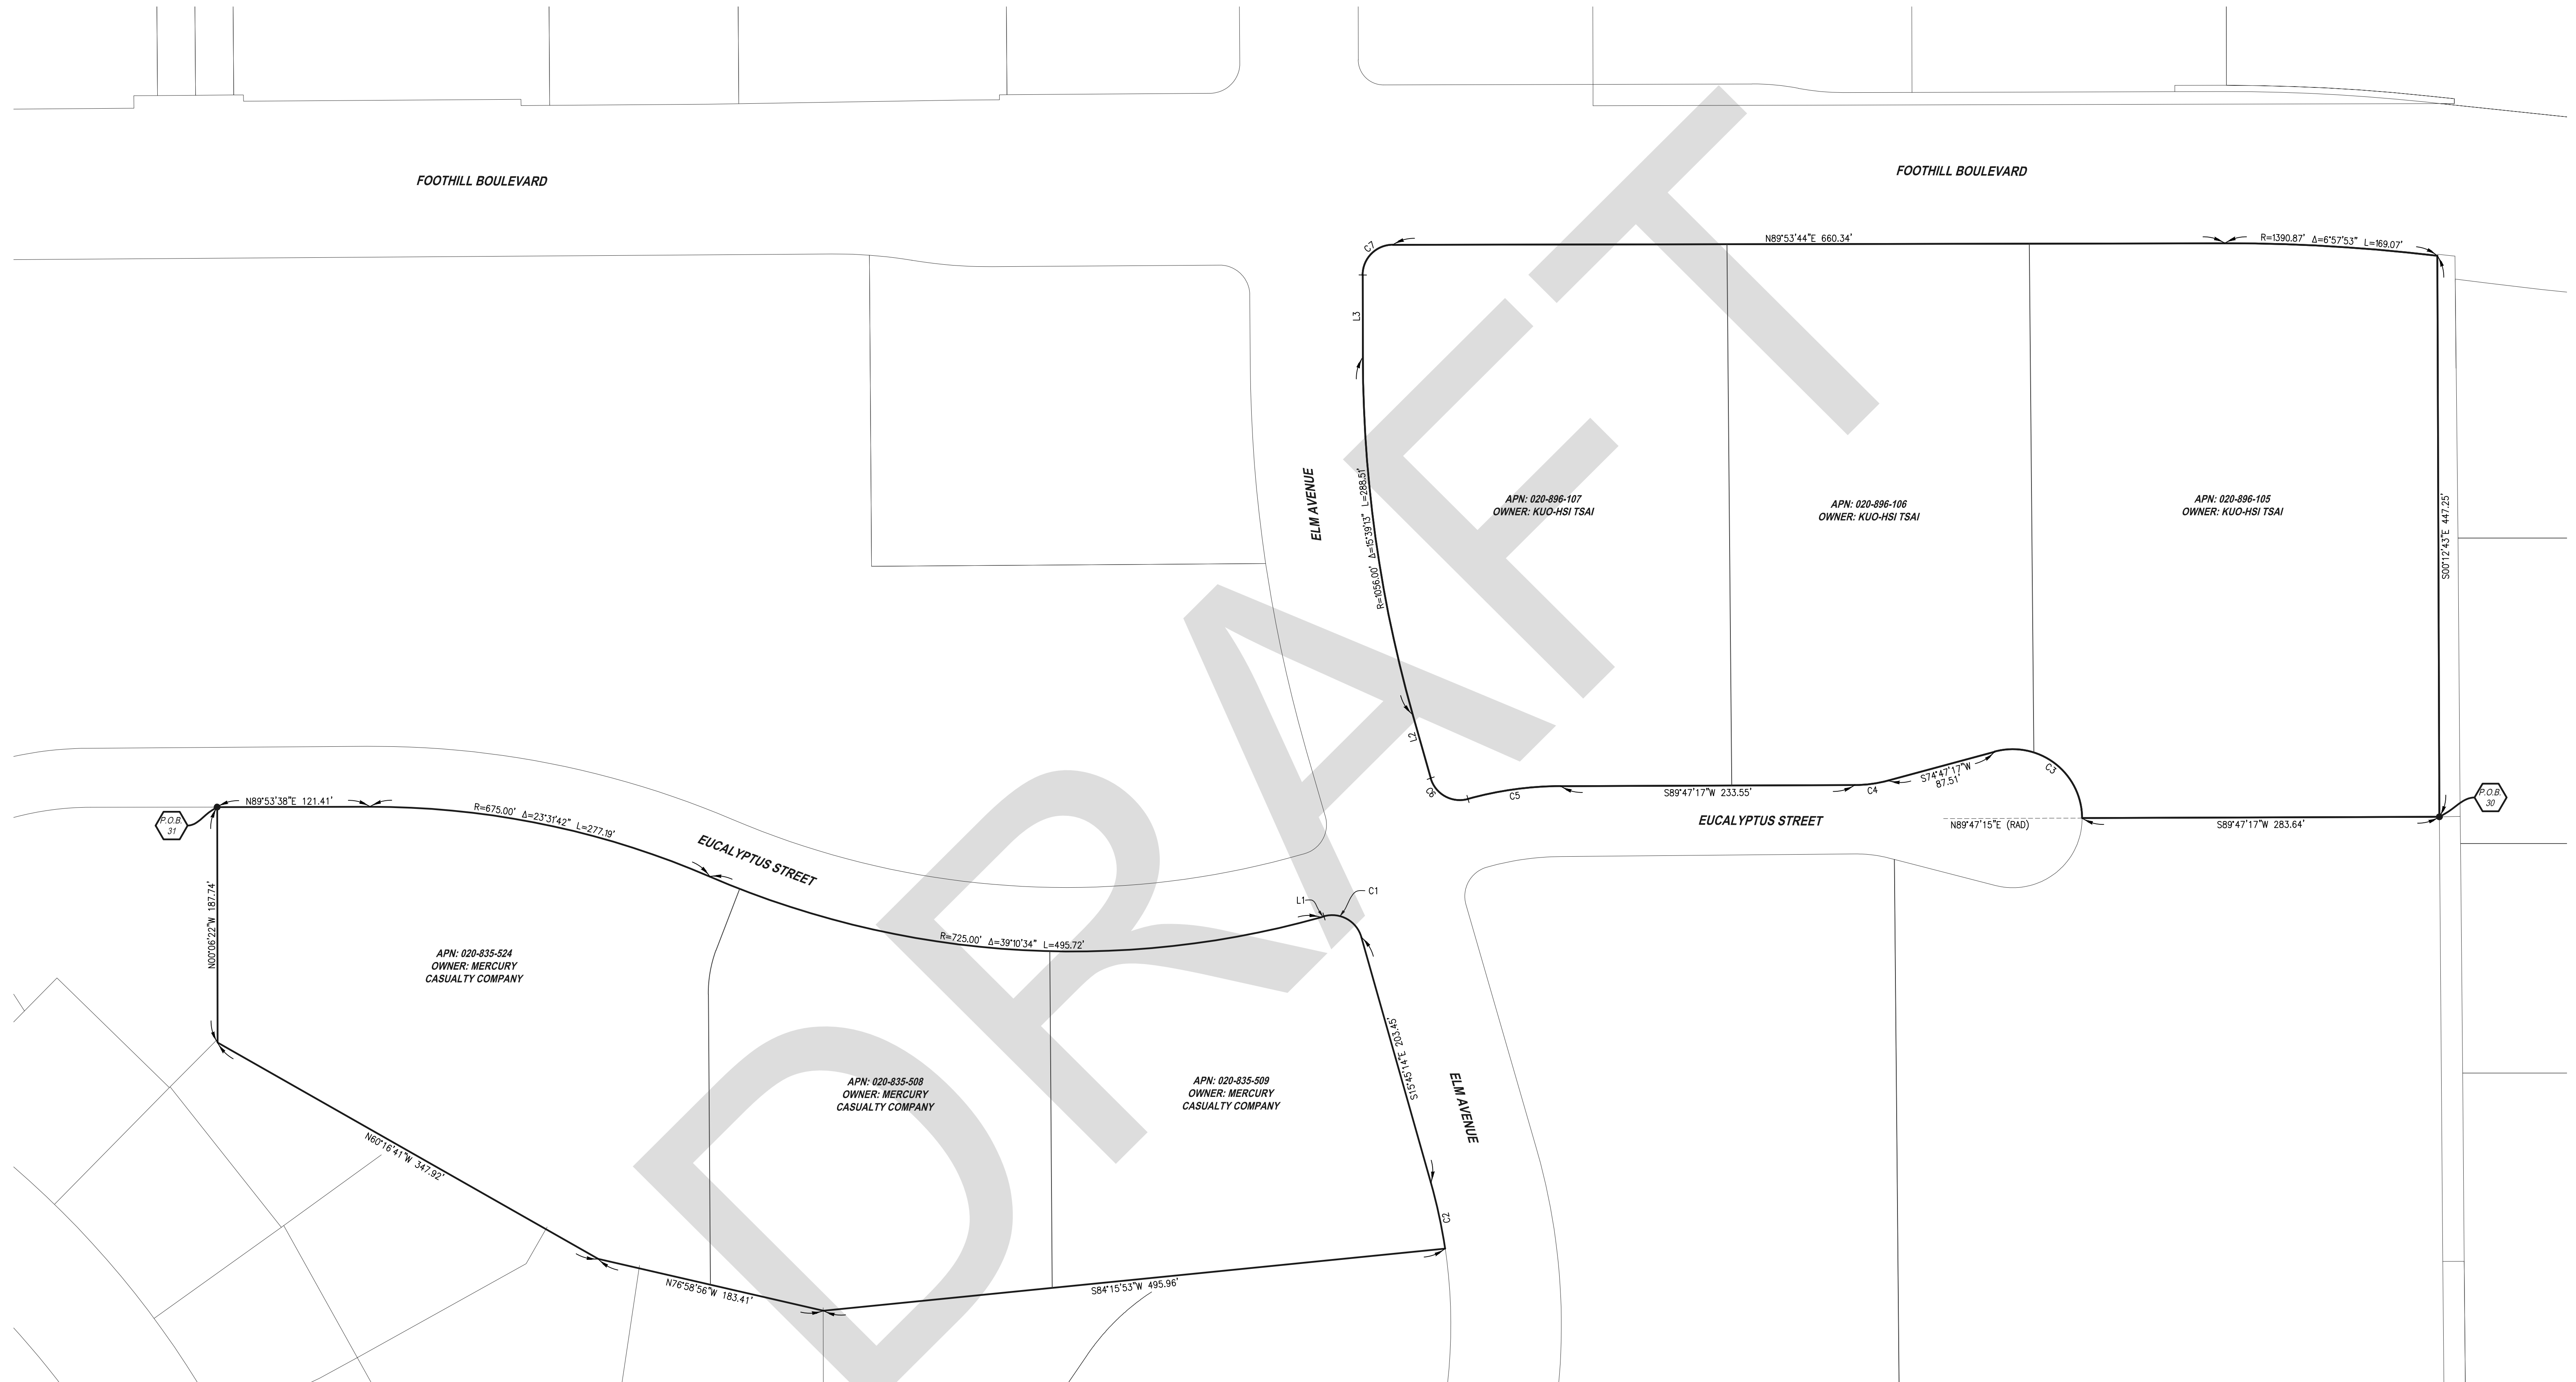 FOOTHILL BOULEVARD
FOOTHILL BOULEVARD
C7
N89°53'44"E 660.34'
R=1390.87' Δ=6°57'53" L=169.07'
L3
ELM AVENUE
R=1056.00' Δ=15°39'13" L=288.51'
APN: 020-896-107
OWNER: KUO-HSI TSAI
APN: 020-896-106
OWNER: KUO-HSI TSAI
APN: 020-896-105
OWNER: KUO-HSI TSAI
S00°12'43"E 447.25'
L2
C6
C5
S89°47'17"W 233.55'
C4
S74°47'17"W
87.51'
C3
P.O.B.
30
EUCALYPTUS STREET
N89°47'15"E (RAD)
S89°47'17"W 283.64'
P.O.B.
31
N89°53'38"E 121.41'
R=675.00' Δ=23°31'42" L=277.19'
EUCALYPTUS STREET
L1
C1
N00°06'22"W 187.74'
R=725.00' Δ=39°10'34" L=495.72'
APN: 020-835-524
OWNER: MERCURY
CASUALTY COMPANY
APN: 020-835-508
OWNER: MERCURY
CASUALTY COMPANY
APN: 020-835-509
OWNER: MERCURY
CASUALTY COMPANY
S15°45'14"E 203.45'
ELM AVENUE
N60°16'41"W 347.92'
C2
N76°58'56"W 183.41'
S84°15'53"W 495.96'
DRAFT